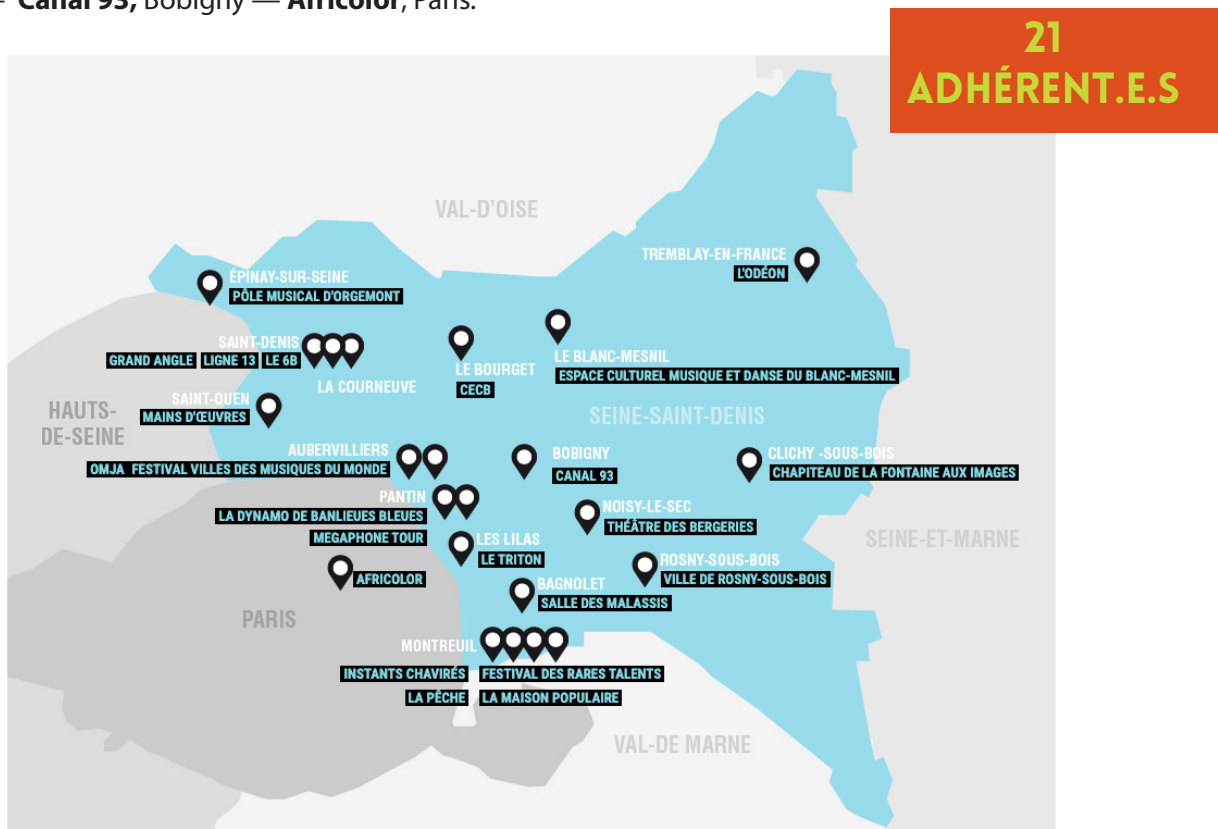 - Canal 93, Bobigny — Africolor, Paris.
21
ADHÉRENT.E.S
VAL-D'OISE
TREMBLAY-EN-FRANCE
L'ODÉON
ÉPINAY-SUR-SEINE
PÔLE MUSICAL D'ORGEMONT
SAINT-DENIS
GRAND ANGLE LIGNE 13 LE 6B
LA COURNEUVE
LE BOURGET
CECB
LE BLANC-MESNIL
ESPACE CULTUREL MUSIQUE ET DANSE DU BLANC-MESNIL
SAINT-OUEN
MAINS D'ŒUVRES
HAUTS-
DE-SEINE
SEINE-SAINT-DENIS
AUBERVILLIERS
OMJA FESTIVAL VILLES DES MUSIQUES DU MONDE
BOBIGNY
CANAL 93
CLICHY -SOUS-BOIS
CHAPITEAU DE LA FONTAINE AUX IMAGES
PANTIN
LA DYNAMO DE BANLIEUES BLEUES
MEGAPHONE TOUR
NOISY-LE-SEC
THÉÂTRE DES BERGERIES
LES LILAS
LE TRITON
SEINE-ET-MARNE
ROSNY-SOUS-BOIS
VILLE DE ROSNY-SOUS-BOIS
AFRICOLOR
BAGNOLET
SALLE DES MALASSIS
PARIS
MONTREUIL
INSTANTS CHAVIRÉS FESTIVAL DES RARES TALENTS
LA PÊCHE LA MAISON POPULAIRE
VAL-DE MARNE